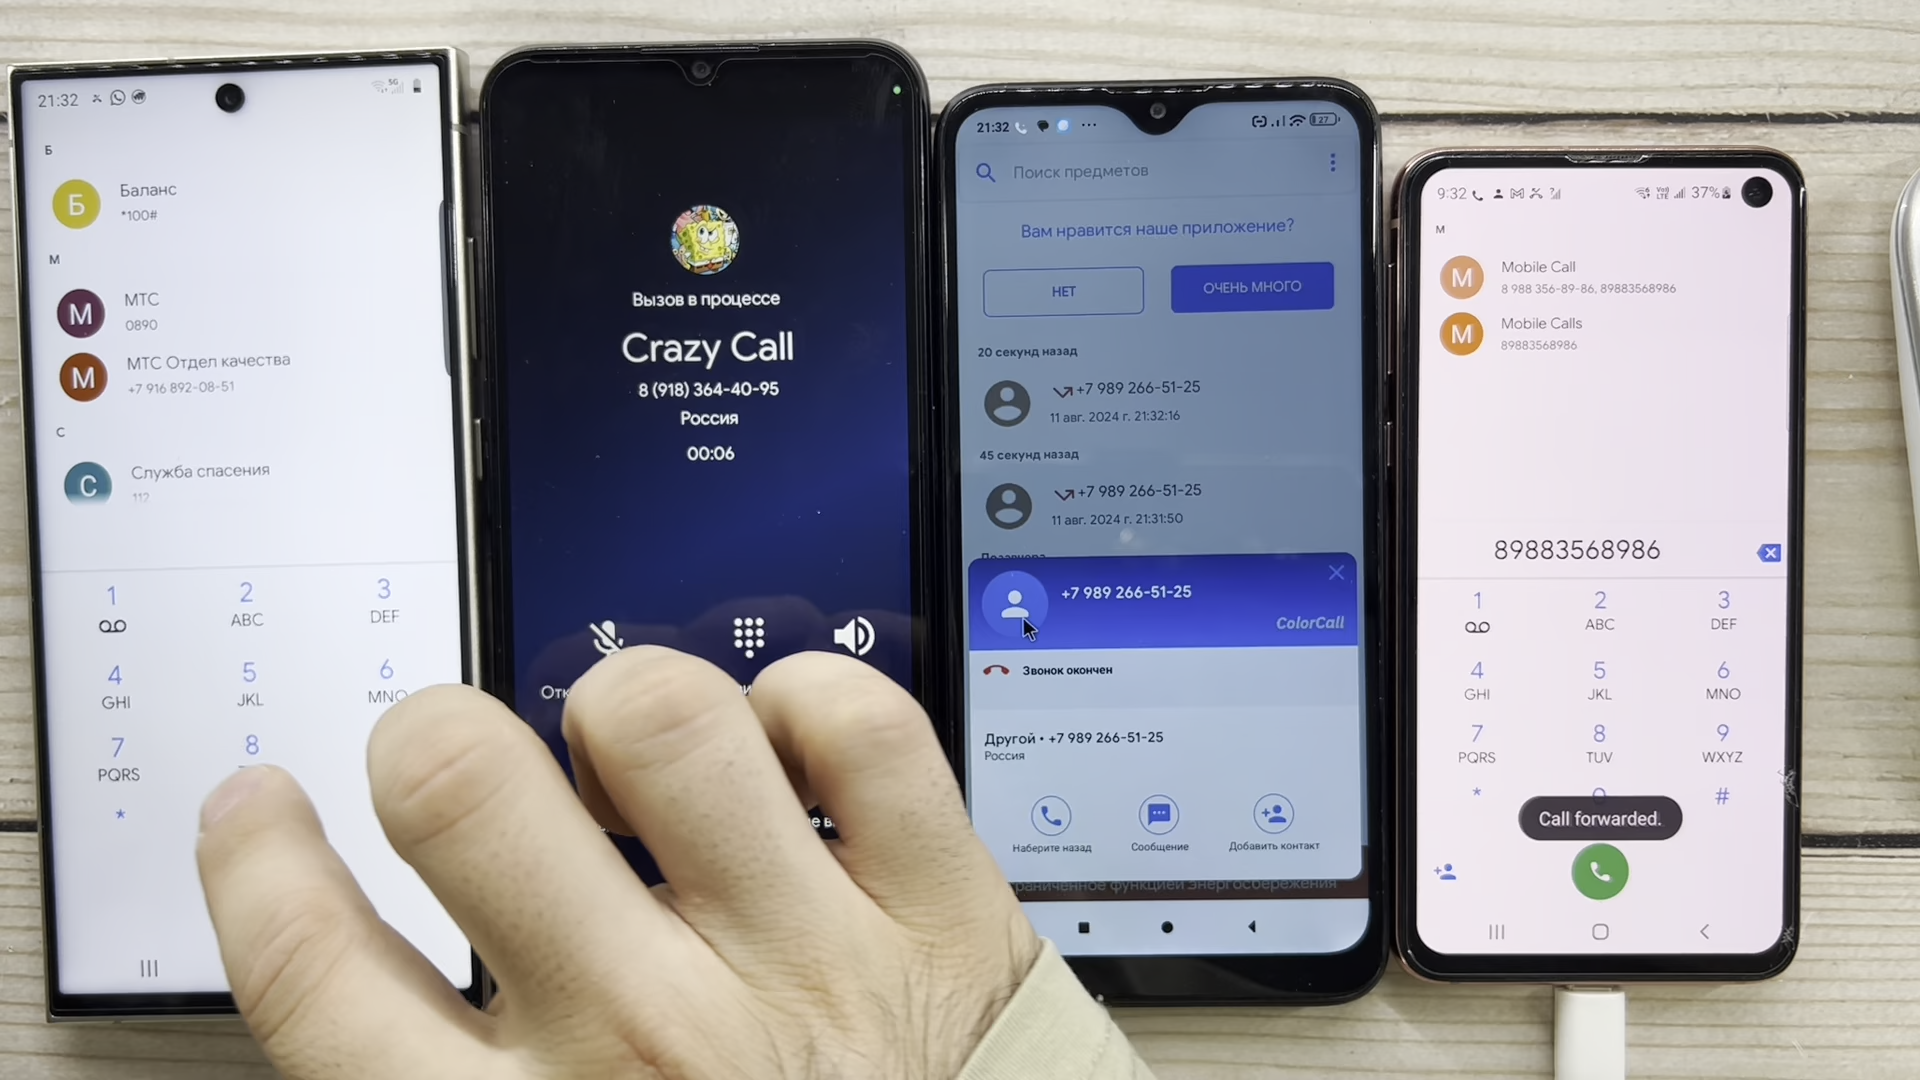 21:32
5G
Б
Б
Баланс
*100#
М
М
МТС
0890
М
МТС Отдел качества
+7 916 892-08-51
С
С
Служба спасения
112
1
2
ABC
3
DEF
4
GHI
5
JKL
6
MNO
7
PQRS
8
*
Вызов в процессе
Crazy Call
8 (918) 364-40-95
Россия
00:06
21:32
27
Поиск предметов
Вам нравится наше приложение?
НЕТ
ОЧЕНЬ МНОГО
20 секунд назад
+7 989 266-51-25
11 авг. 2024 г. 21:32:16
45 секунд назад
+7 989 266-51-25
11 авг. 2024 г. 21:31:50
+7 989 266-51-25
ColorCall
Звонок окончен
Другой • +7 989 266-51-25
Россия
Наберите назад
Сообщение
Добавить контакт
функцией энергосбережения
9:32
37%
M
M
Mobile Call
8 988 356-89-86, 89883568986
M
Mobile Calls
89883568986
89883568986
1
2
ABC
3
DEF
4
GHI
5
JKL
6
MNO
7
PQRS
8
TUV
9
WXYZ
*
#
Call forwarded.